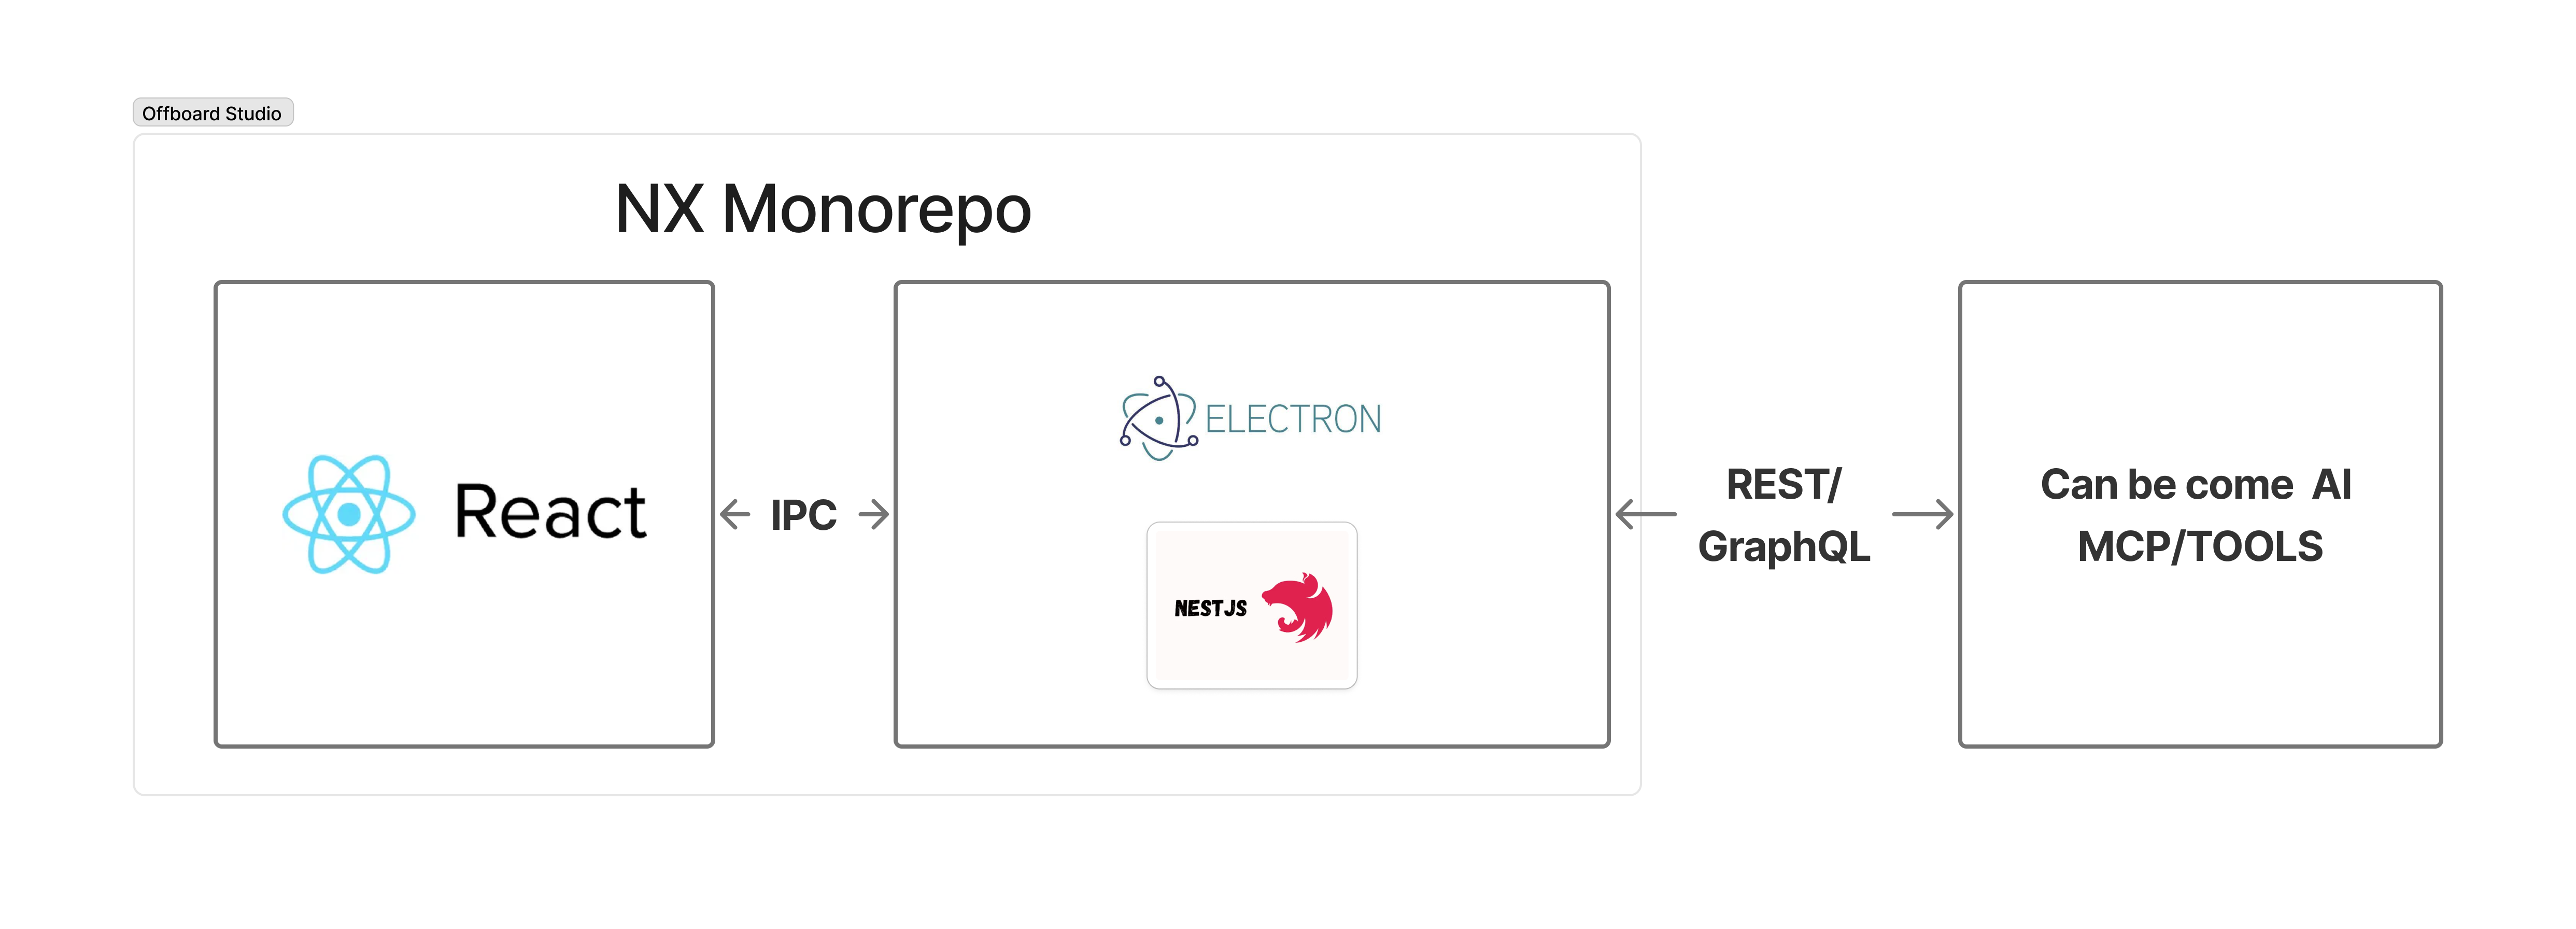 Offboard Studio
NX Monorepo
React
IPC
ELECTRON
NESTJS
REST/
GraphQL
Can be come AI
MCP/TOOLS